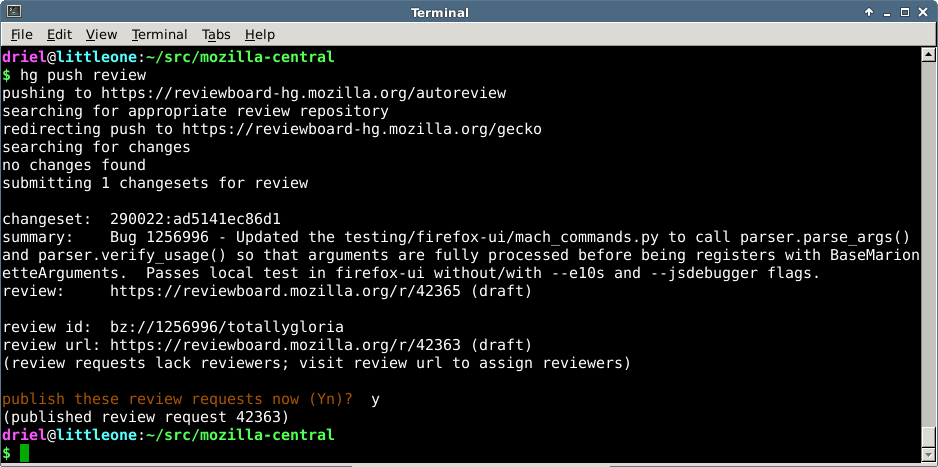 Terminal
File Edit View Terminal Tabs Help
driel@littleone:~/src/mozilla-central
$ hg push review
pushing to https://reviewboard-hg.mozilla.org/autoreview
searching for appropriate review repository
redirecting push to https://reviewboard-hg.mozilla.org/gecko
searching for changes
no changes found
submitting 1 changesets for review
changeset:  290022:ad5141ec86d1
summary:    Bug 1256996 - Updated the testing/firefox-ui/mach_commands.py to call parser.parse_args()
and parser.verify_usage() so that arguments are fully processed before being registers with BaseMarion
etteArguments.  Passes local test in firefox-ui without/with --e10s and --jsdebugger flags.
review:     https://reviewboard.mozilla.org/r/42365 (draft)
review id:  bz://1256996/totallygloria
review url: https://reviewboard.mozilla.org/r/42363 (draft)
(review requests lack reviewers; visit review url to assign reviewers)
publish these review requests now (Yn)?  y
(published review request 42363)
driel@littleone:~/src/mozilla-central
$